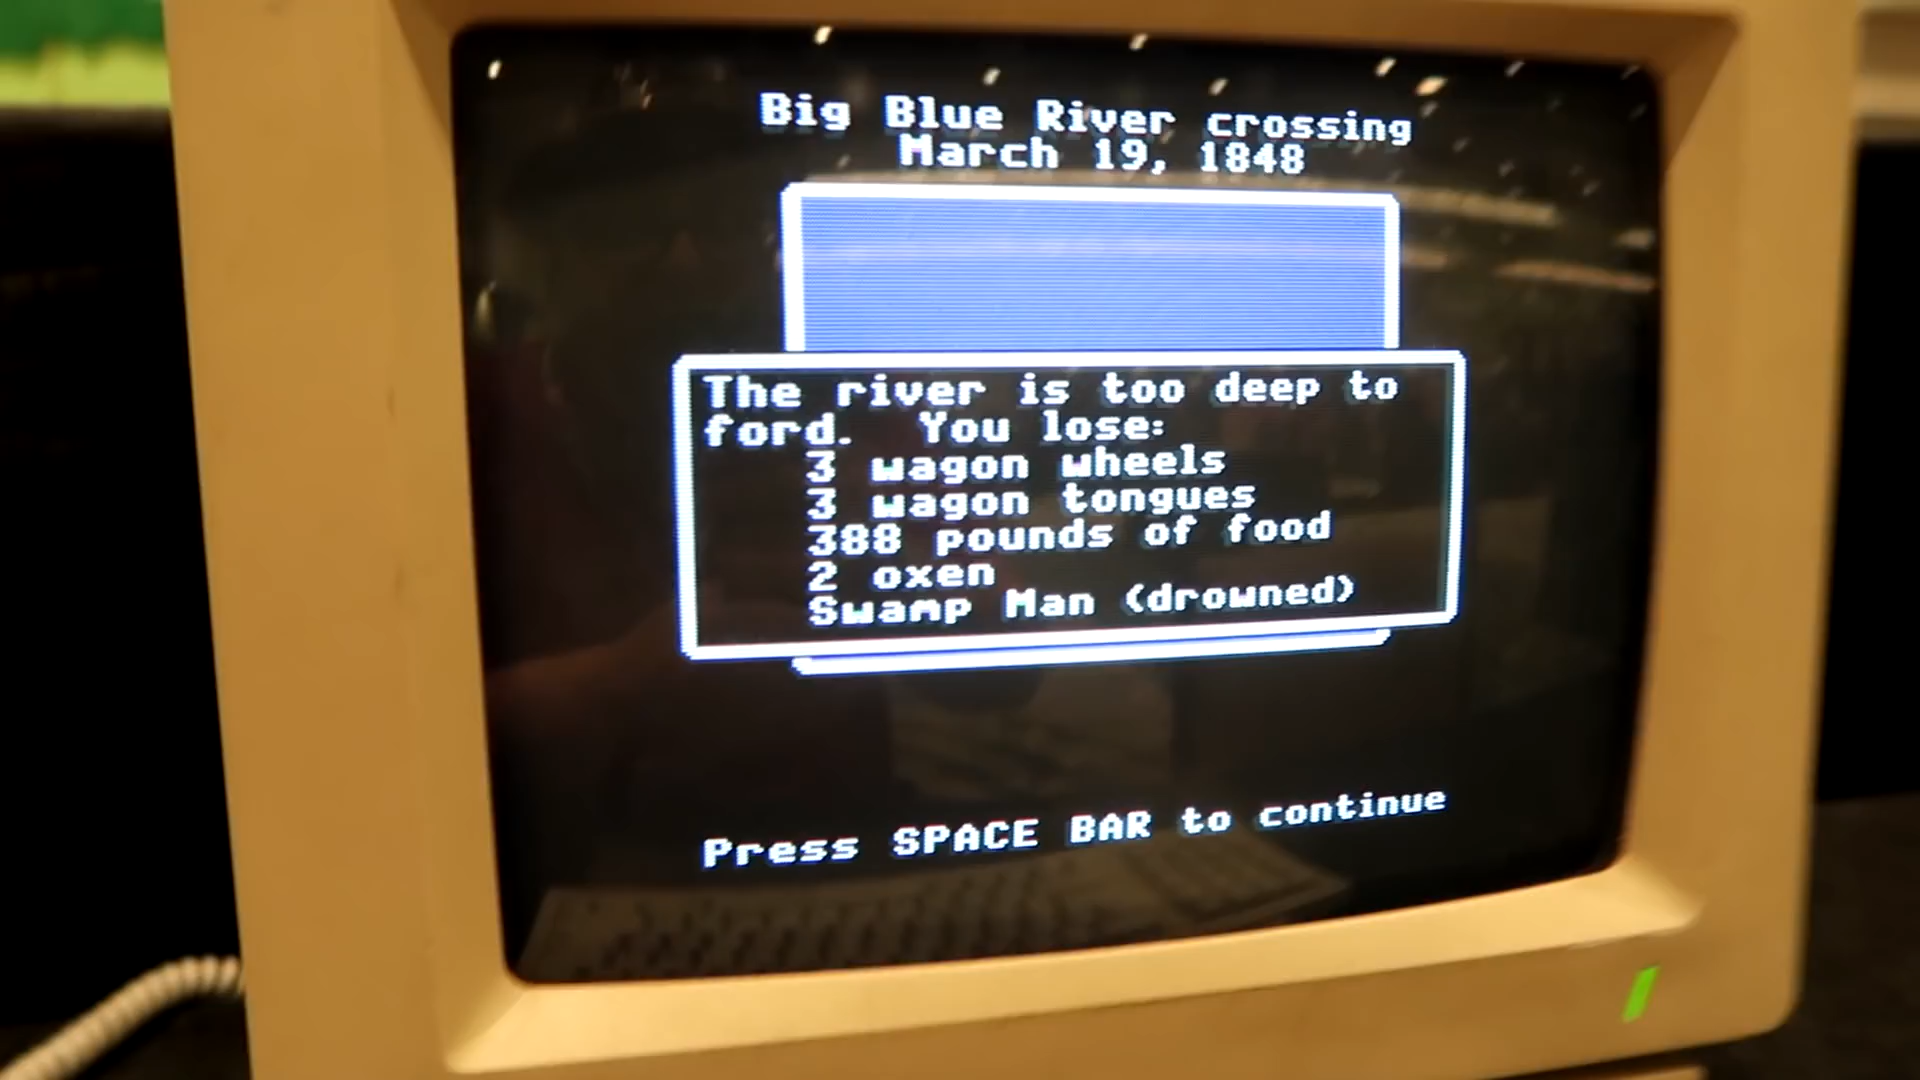 Big Blue River crossing
March 19, 1848
The river is too deep to
ford. You lose:
3 wagon wheels
3 wagon tongues
388 pounds of food
2 oxen
Swamp Man (drowned)
Press SPACE BAR to continue